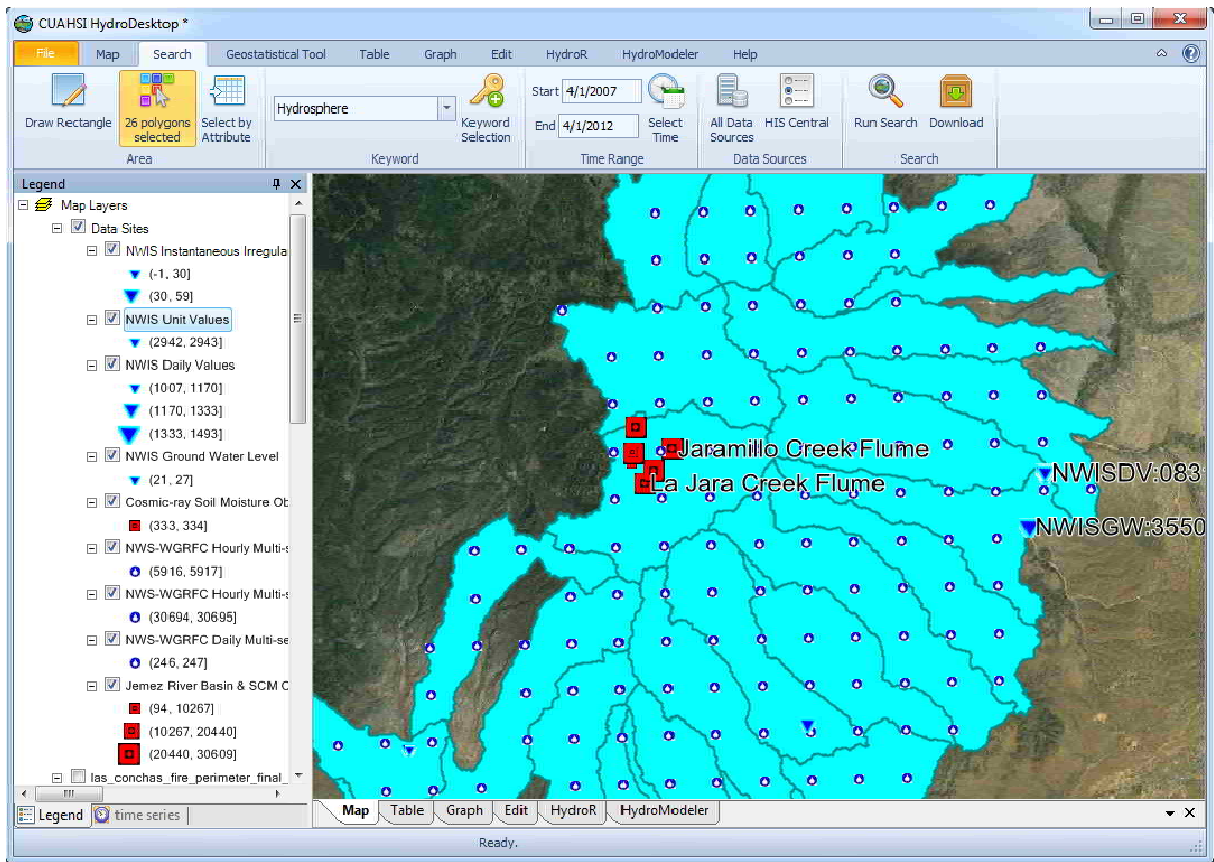 CUAHSI HydroDesktop *
File Map Search Geostatistical Tool Table Graph Edit HydroR HydroModeler Help
Draw Rectangle
26 polygons
selected
Select by
Attribute
Area
Hydrosphere
Keyword
Selection
Keyword
Start 4/1/2007
End 4/1/2012
Select
Time
Time Range
All Data
Sources
HIS Central
Data Sources
Run Search
Download
Search
Legend
Map Layers
Data Sites
NWIS Instantaneous Irregula
(-1, 30]
(30, 59]
NWIS Unit Values
(2942, 2943]
NWIS Daily Values
(1007, 1170]
(1170, 1333]
(1333, 1493]
NWIS Ground Water Level
(21, 27]
Cosmic-ray Soil Moisture Ob
(333, 334]
NWS-WGRFC Hourly Multi-s
(5916, 5917]
NWS-WGRFC Hourly Multi-s
(30694, 30695]
NWS-WGRFC Daily Multi-se
(246, 247]
Jemez River Basin & SCM C
(94, 10267]
(10267, 20440]
(20440, 30609]
las_conchas_fire_perimeter_final_
Legend time series
Jaramillo Creek Flume
La Jara Creek Flume
NWISDV:083
NWISGW:3550
Map Table Graph Edit HydroR HydroModeler
Ready.